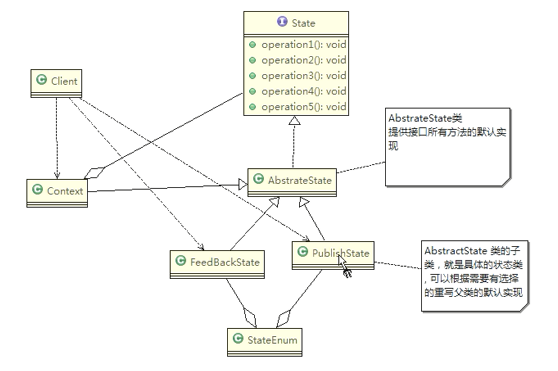 State
operation1(): void
operation2(): void
operation3(): void
operation4(): void
operation5(): void
Client
AbstrateState类
提供接口所有方法的默认实
现
AbstrateState
Context
FeedBackState
PublishState
AbstractState 类的子
类，就是具体的状态类
，可以根据需要有选择
的重写父类的默认实现
StateEnum